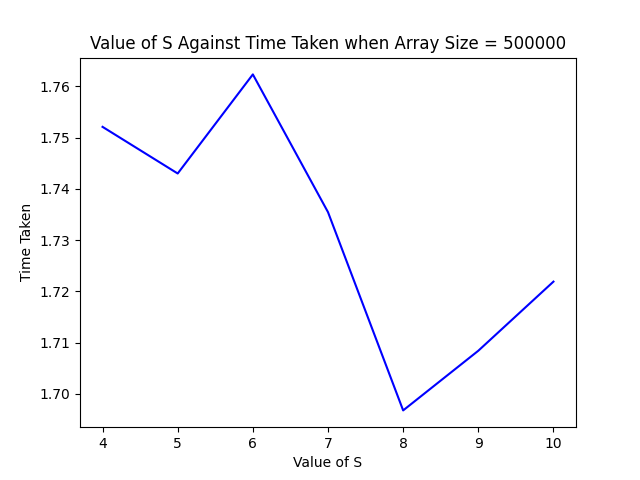 Value of S Against Time Taken when Array Size = 500000
1.76
1.75
1.74
1.73
1.72
1.71
1.70
Time Taken
4 5 6 7 8 9 10
Value of S